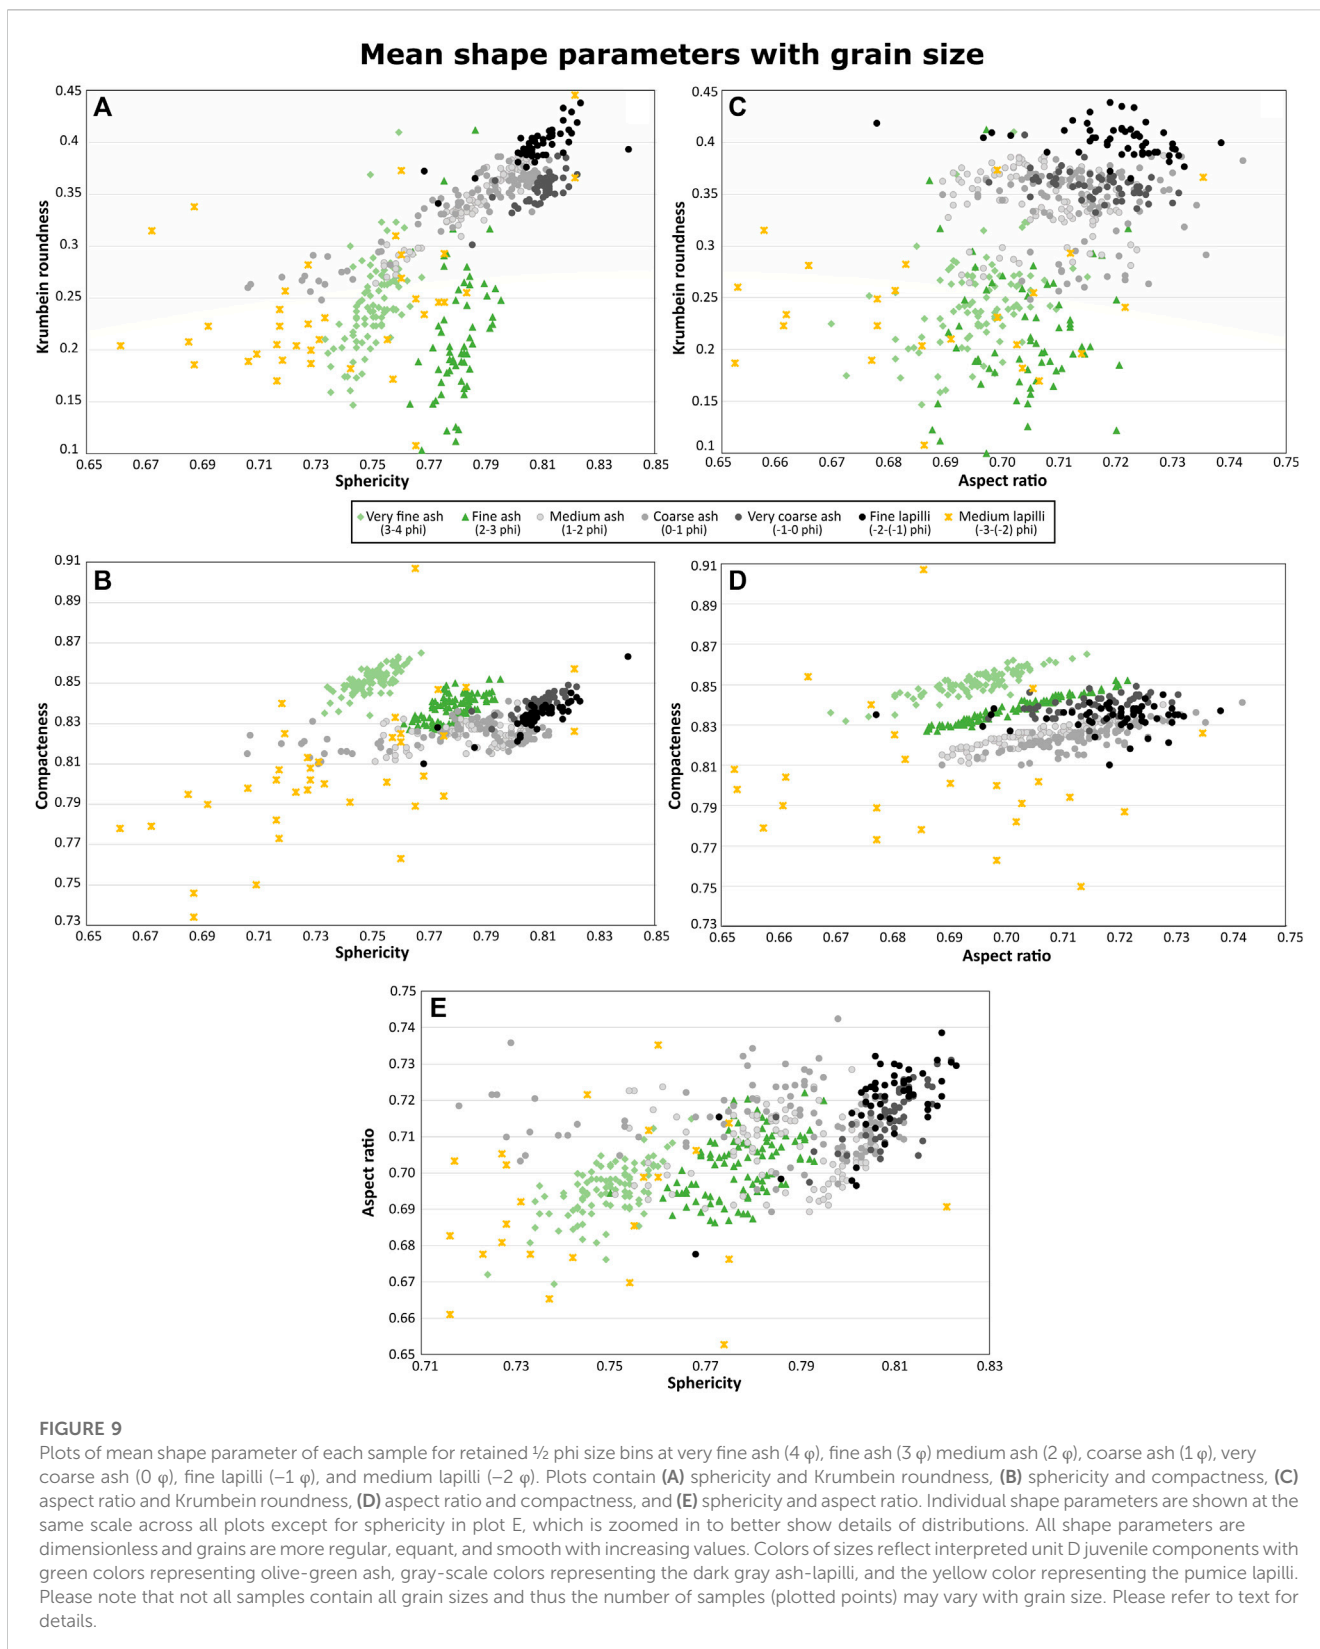 Mean shape parameters with grain size
A
0.45
0.4
0.35
0.3
0.25
0.2
0.15
0.1
Krumbein roundness
0.65 0.67 0.69 0.71 0.73 0.75 0.77 0.79 0.81 0.83 0.85
Sphericity
C
0.45
0.4
0.35
0.3
0.25
0.2
0.15
0.1
Krumbein roundness
0.65 0.66 0.67 0.68 0.69 0.70 0.71 0.72 0.73 0.74 0.75
Aspect ratio
Very fine ash Fine ash Medium ash Coarse ash Very coarse ash Fine lapilli Medium lapilli
(3-4 phi) (2-3 phi) (1-2 phi) (0-1 phi) (-1-0 phi) (-2-(-1) phi) (-3-(-2) phi)
B
0.91
0.89
0.87
0.85
0.83
0.81
0.79
0.77
0.75
0.73
Compacteness
0.65 0.67 0.69 0.71 0.73 0.75 0.77 0.79 0.81 0.83 0.85
Sphericity
D
0.91
0.89
0.87
0.85
0.83
0.81
0.79
0.77
0.75
0.73
Compacteness
0.65 0.66 0.67 0.68 0.69 0.70 0.71 0.72 0.73 0.74 0.75
Aspect ratio
E
0.75
0.74
0.73
0.72
0.71
0.70
0.69
0.68
0.67
0.66
0.65
Aspect ratio
0.71 0.73 0.75 0.77 0.79 0.81 0.83
Sphericity
FIGURE 9
Plots of mean shape parameter of each sample for retained ½ phi size bins at very fine ash (4 φ), fine ash (3 φ) medium ash (2 φ), coarse ash (1 φ), very
coarse ash (0 φ), fine lapilli (−1 φ), and medium lapilli (−2 φ). Plots contain (A) sphericity and Krumbein roundness, (B) sphericity and compactness, (C)
aspect ratio and Krumbein roundness, (D) aspect ratio and compactness, and (E) sphericity and aspect ratio. Individual shape parameters are shown at the
same scale across all plots except for sphericity in plot E, which is zoomed in to better show details of distributions. All shape parameters are
dimensionless and grains are more regular, equant, and smooth with increasing values. Colors of sizes reflect interpreted unit D juvenile components with
green colors representing olive-green ash, gray-scale colors representing the dark gray ash-lapilli, and the yellow color representing the pumice lapilli.
Please note that not all samples contain all grain sizes and thus the number of samples (plotted points) may vary with grain size. Please refer to text for
details.